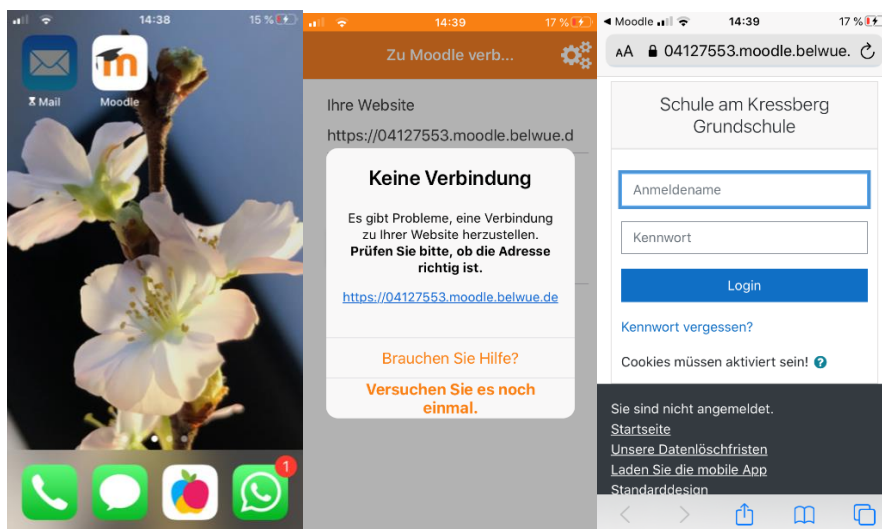 14:38
15 %
Mail
Moodle
1
14:39
17 %
Zu Moodle verb...
Ihre Website
https://04127553.moodle.belwue.d
Keine Verbindung
Es gibt Probleme, eine Verbindung
zu Ihrer Website herzustellen.
Prüfen Sie bitte, ob die Adresse
richtig ist.
https://04127553.moodle.belwue.de
Brauchen Sie Hilfe?
Versuchen Sie es noch
einmal.
Moodle
14:39
17 %
AA 04127553.moodle.belwue.
Schule am Kressberg
Grundschule
Anmeldename
Kennwort
Login
Kennwort vergessen?
Cookies müssen aktiviert sein!
Sie sind nicht angemeldet.
Startseite
Unsere Datenlöschfristen
Laden Sie die mobile App
Standarddesign